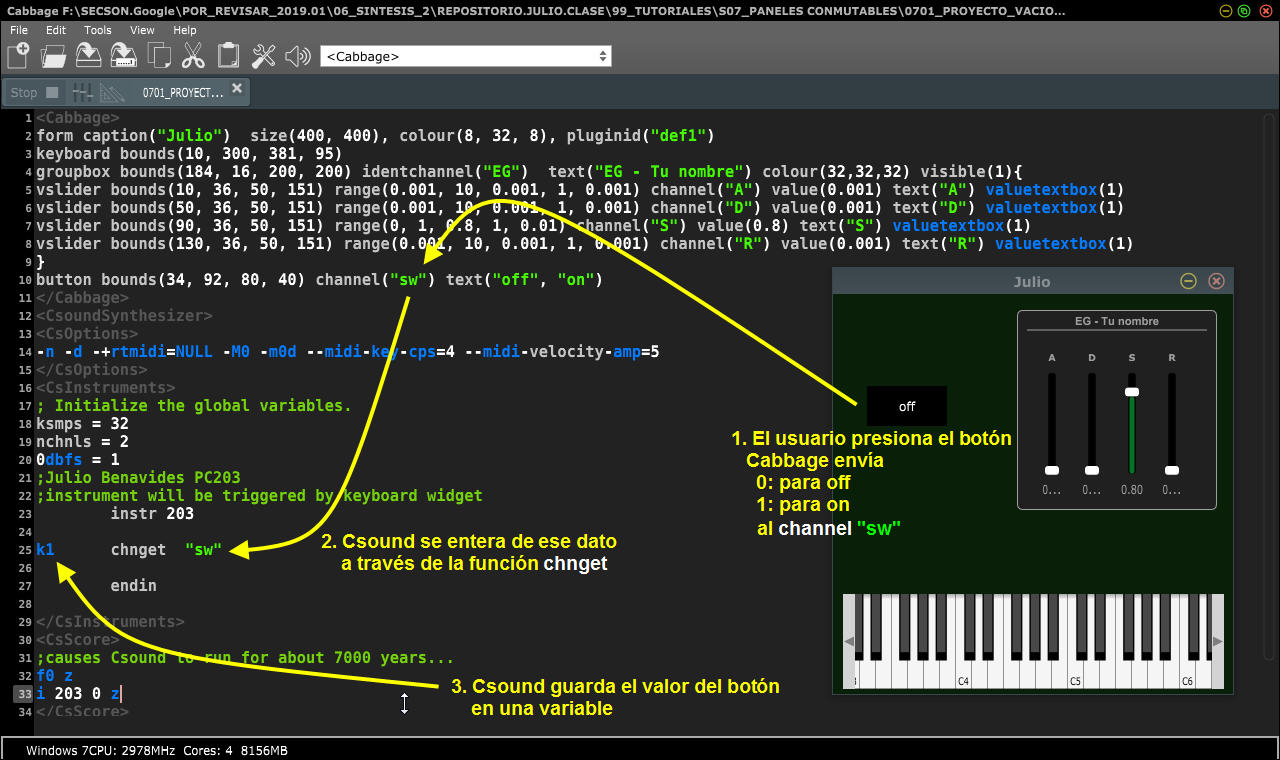 Cabbage F:\SECSON.Google\POR_REVISAR_2019.01\06_SINTESIS_2\REPOSITORIO.JULIO.CLASE\99_TUTORIALES\S07_PANELES CONMUTABLES\0701_PROYECTO_VACIO...
File Edit Tools View Help
<Cabbage>
Stop 0701_PROYECT...
1 <Cabbage>
2 form caption("Julio")  size(400, 400), colour(8, 32, 8), pluginid("def1")
3 keyboard bounds(10, 300, 381, 95)
4 groupbox bounds(184, 16, 200, 200) identchannel("EG")  text("EG - Tu nombre") colour(32,32,32) visible(1){
5 vslider bounds(10, 36, 50, 151) range(0.001, 10, 0.001, 1, 0.001) channel("A") value(0.001) text("A") valuetextbox(1)
6 vslider bounds(50, 36, 50, 151) range(0.001, 10, 0.001, 1, 0.001) channel("D") value(0.001) text("D") valuetextbox(1)
7 vslider bounds(90, 36, 50, 151) range(0, 1, 0.8, 1, 0.01) channel("S") value(0.8) text("S") valuetextbox(1)
8 vslider bounds(130, 36, 50, 151) range(0.001, 10, 0.001, 1, 0.001) channel("R") value(0.001) text("R") valuetextbox(1)
9 }
10 button bounds(34, 92, 80, 40) channel("sw") text("off", "on")
11 </Cabbage>
12 <CsoundSynthesizer>
13 <CsOptions>
14 -n -d -+rtmidi=NULL -M0 -m0d --midi-key-cps=4 --midi-velocity-amp=5
15 </CsOptions>
16 <CsInstruments>
17 ; Initialize the global variables.
18 ksmps = 32
19 nchnls = 2
20 0dbfs = 1
21 ;Julio Benavides PC203
22 ;instrument will be triggered by keyboard widget
23 instr 203
24
25 k1 chnget "sw"
26
27 endin
28
29 </CsInstruments>
30 <CsScore>
31 ;causes Csound to run for about 7000 years...
32 f0 z
33 i 203 0 z
34 </CsScore>
Julio
EG - Tu nombre
A D S R
0... 0... 0.80 0...
off
C4 C5 C6
1. El usuario presiona el botón
Cabbage envía
0: para off
1: para on
al channel "sw"
2. Csound se entera de ese dato
a través de la función chnget
3. Csound guarda el valor del botón
en una variable
Windows 7CPU: 2978MHz Cores: 4 8156MB